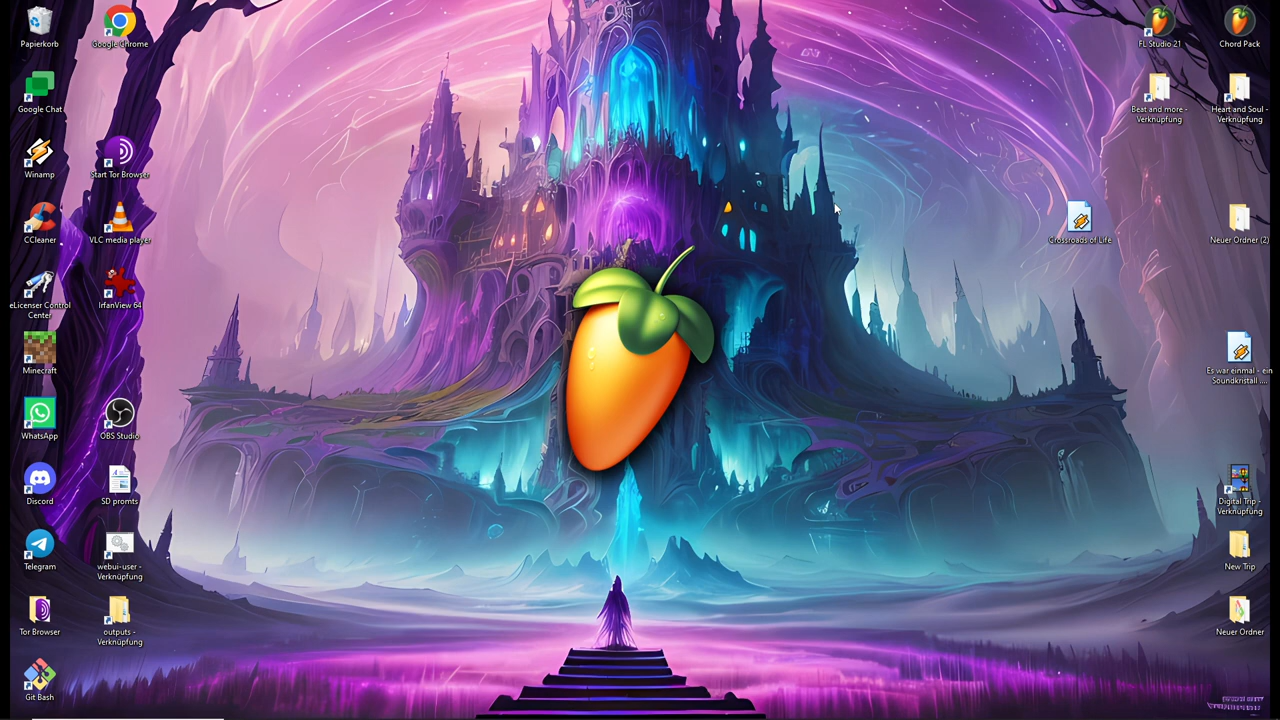 Papierkorb
Google Chrome
Google Chat
Winamp
Start Tor Browser
CCleaner
VLC media player
eLicenser Control
Center
IrfanView 64
Minecraft
WhatsApp
OBS Studio
Discord
SD promts
Telegram
webui-user -
Verknüpfung
Tor Browser
outputs -
Verknüpfung
Git Bash
FL Studio 21
Chord Pack
Beat and more -
Verknüpfung
Heart and Soul -
Verknüpfung
Crossroads of Life
Neuer Ordner (2)
Es war einmal - ein
Soundkristall ....
Digital Trip -
Verknüpfung
New Trip
Neuer Ordner